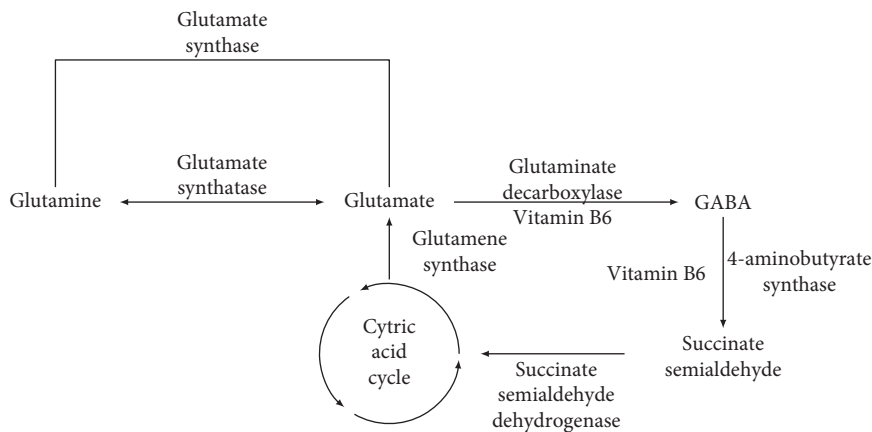 Glutamate
synthase
Glutamine
Glutamate
synthatase
Glutamate
Glutaminate
decarboxylase
Vitamin B6
GABA
Glutamene
synthase
Vitamin B6
4-aminobutyrate
synthase
Cytric
acid
cycle
Succinate
semialdehyde
dehydrogenase
Succinate
semialdehyde